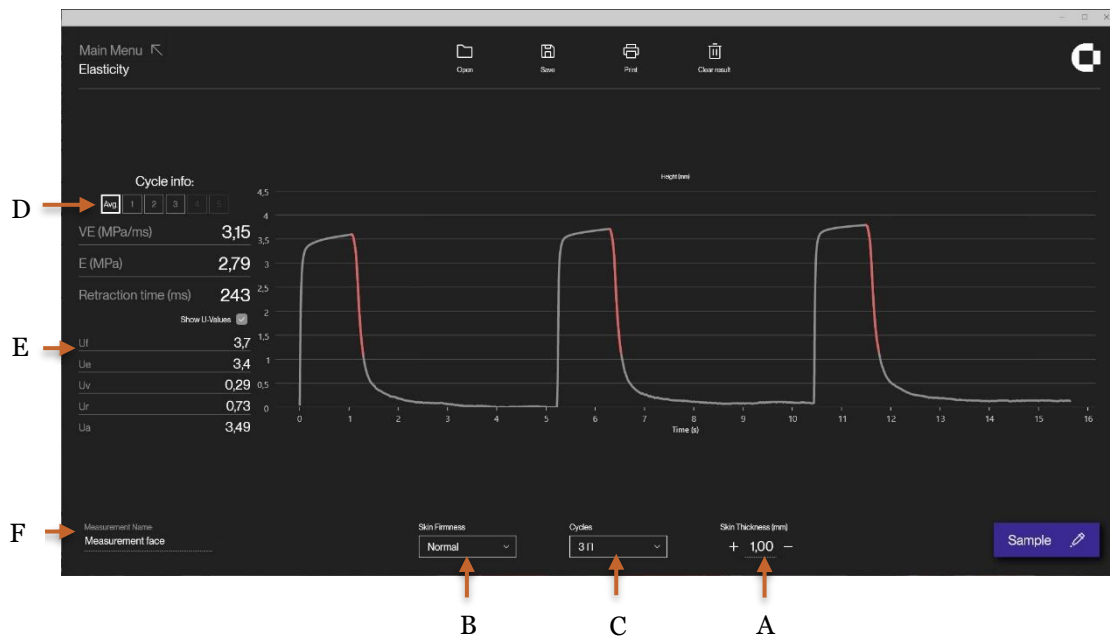 Main Menu
Elasticity
Open
Save
Print
Clear result
Cycle info:
Avg. 1 2 3 4 5
VE (MPa/ms) 3,15
E (MPa) 2,79
Retraction time (ms) 243
Show U-Values
Uf 3,7
Ue 3,4
Uv 0,29
Ur 0,73
Ua 3,49
Height (mm)
4,5
4
3,5
3
2,5
2
1,5
1
0,5
0
0 1 2 3 4 5 6 7 8 9 10 11 12 13 14 15 16
Time (s)
D
E
F
Measurement Name
Measurement face
Skin Firmness
Normal
Cycles
3
Skin Thickness (mm)
+ 1,00 −
Sample
B
C
A